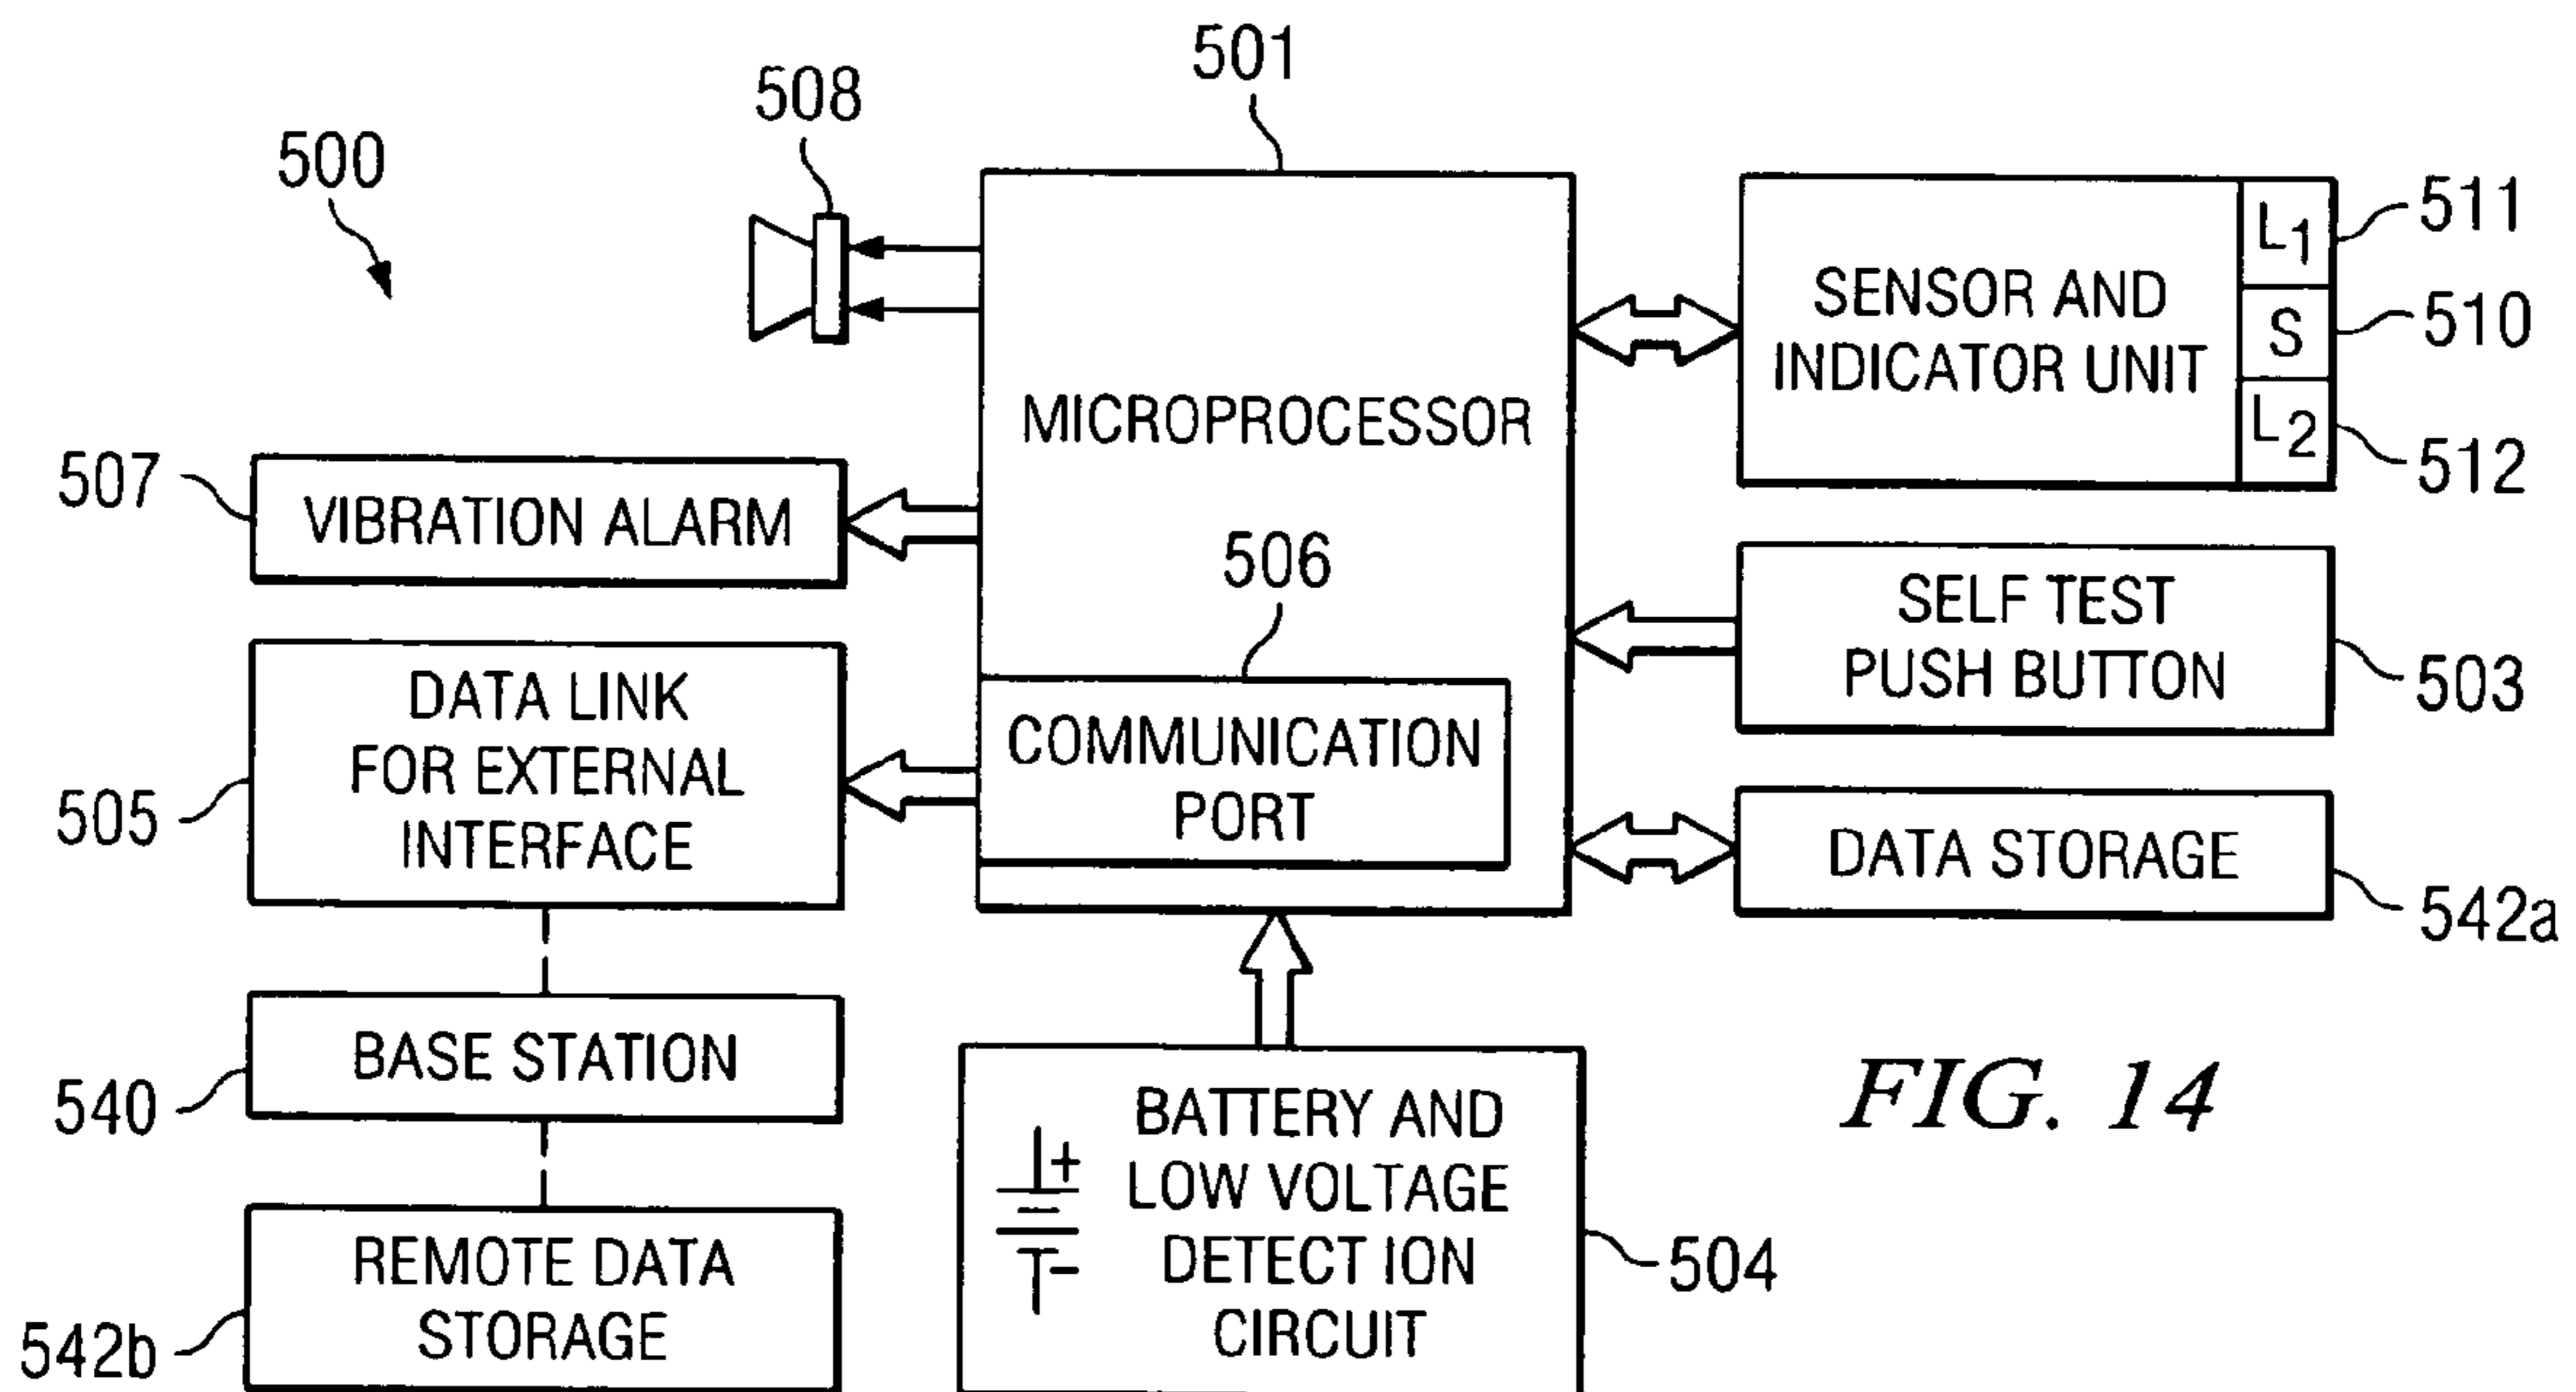 501
508
500
MICROPROCESSOR
SENSOR AND
INDICATOR UNIT
L1
S
L2
511
510
512
507
VIBRATION ALARM
506
COMMUNICATION
PORT
SELF TEST
PUSH BUTTON
503
505
DATA LINK
FOR EXTERNAL
INTERFACE
DATA STORAGE
542a
540
BASE STATION
542b
REMOTE DATA
STORAGE
+
-
BATTERY AND
LOW VOLTAGE
DETECT ION
CIRCUIT
504
FIG. 14